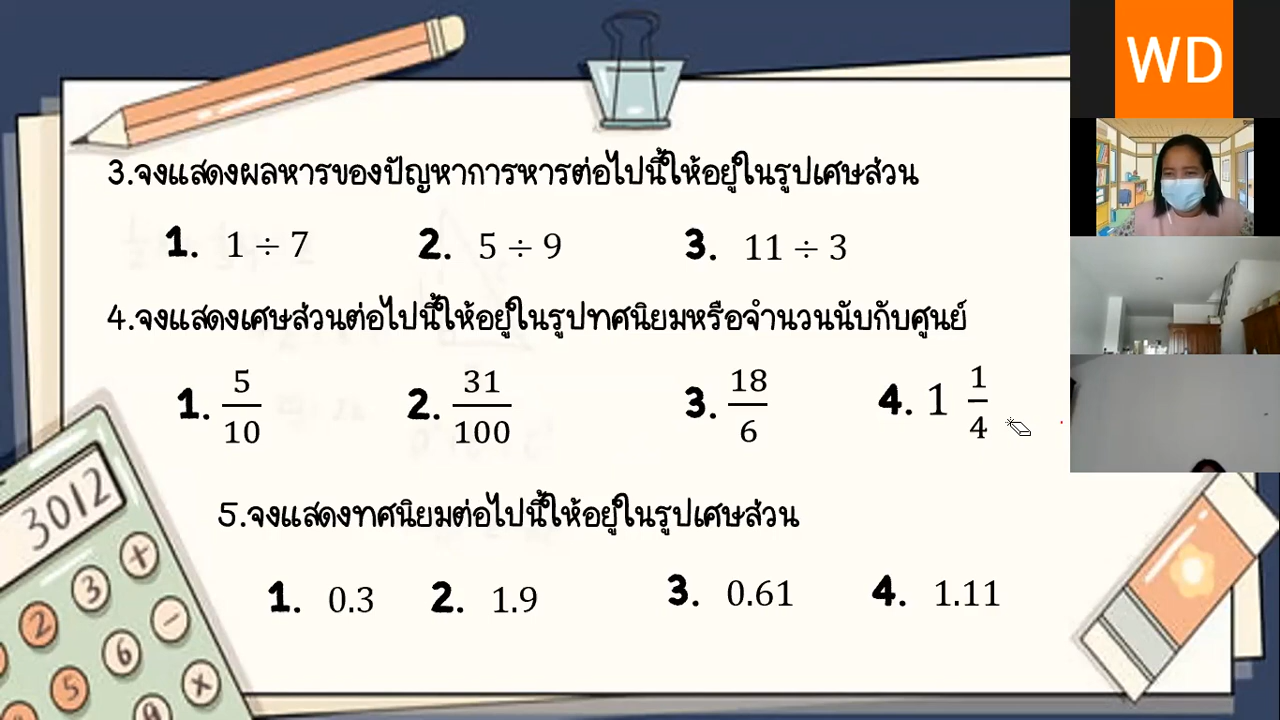 WD
3.จงแสดงผลหารของปัญหาการหารต่อไปนี้ให้อยู่ในรูปเศษส่วน
1. 1 ÷ 7 2. 5 ÷ 9 3. 11 ÷ 3
4.จงแสดงเศษส่วนต่อไปนี้ให้อยู่ในรูปทศนิยมหรือจำนวนนับกับศูนย์
1. 5/10 2. 31/100 3. 18/6 4. 1 1/4
5.จงแสดงทศนิยมต่อไปนี้ให้อยู่ในรูปเศษส่วน
1. 0.3 2. 1.9 3. 0.61 4. 1.11
3012
+
3
2
−
6
5
×